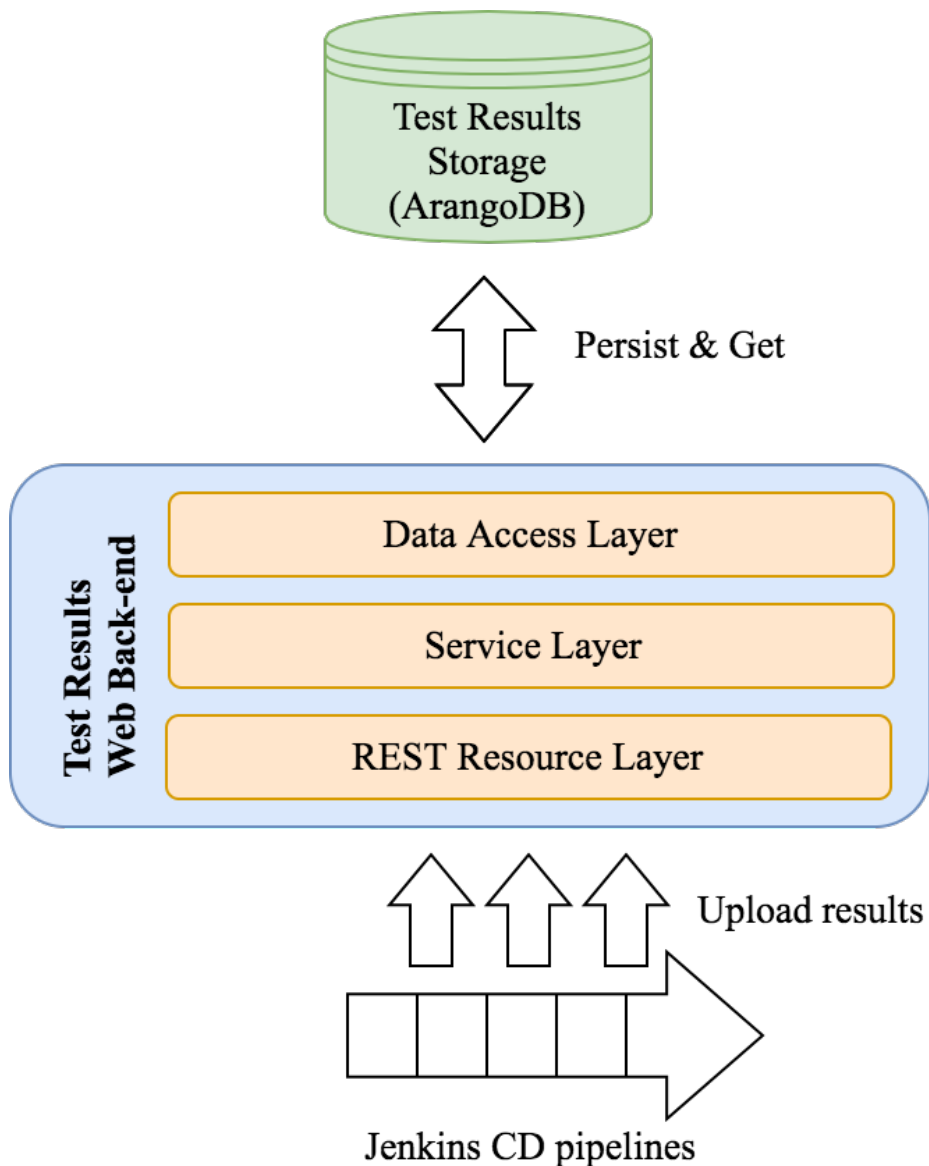 Test Results
Storage
(ArangoDB)
Persist & Get
Test Results
Web Back-end
Data Access Layer
Service Layer
REST Resource Layer
Upload results
Jenkins CD pipelines